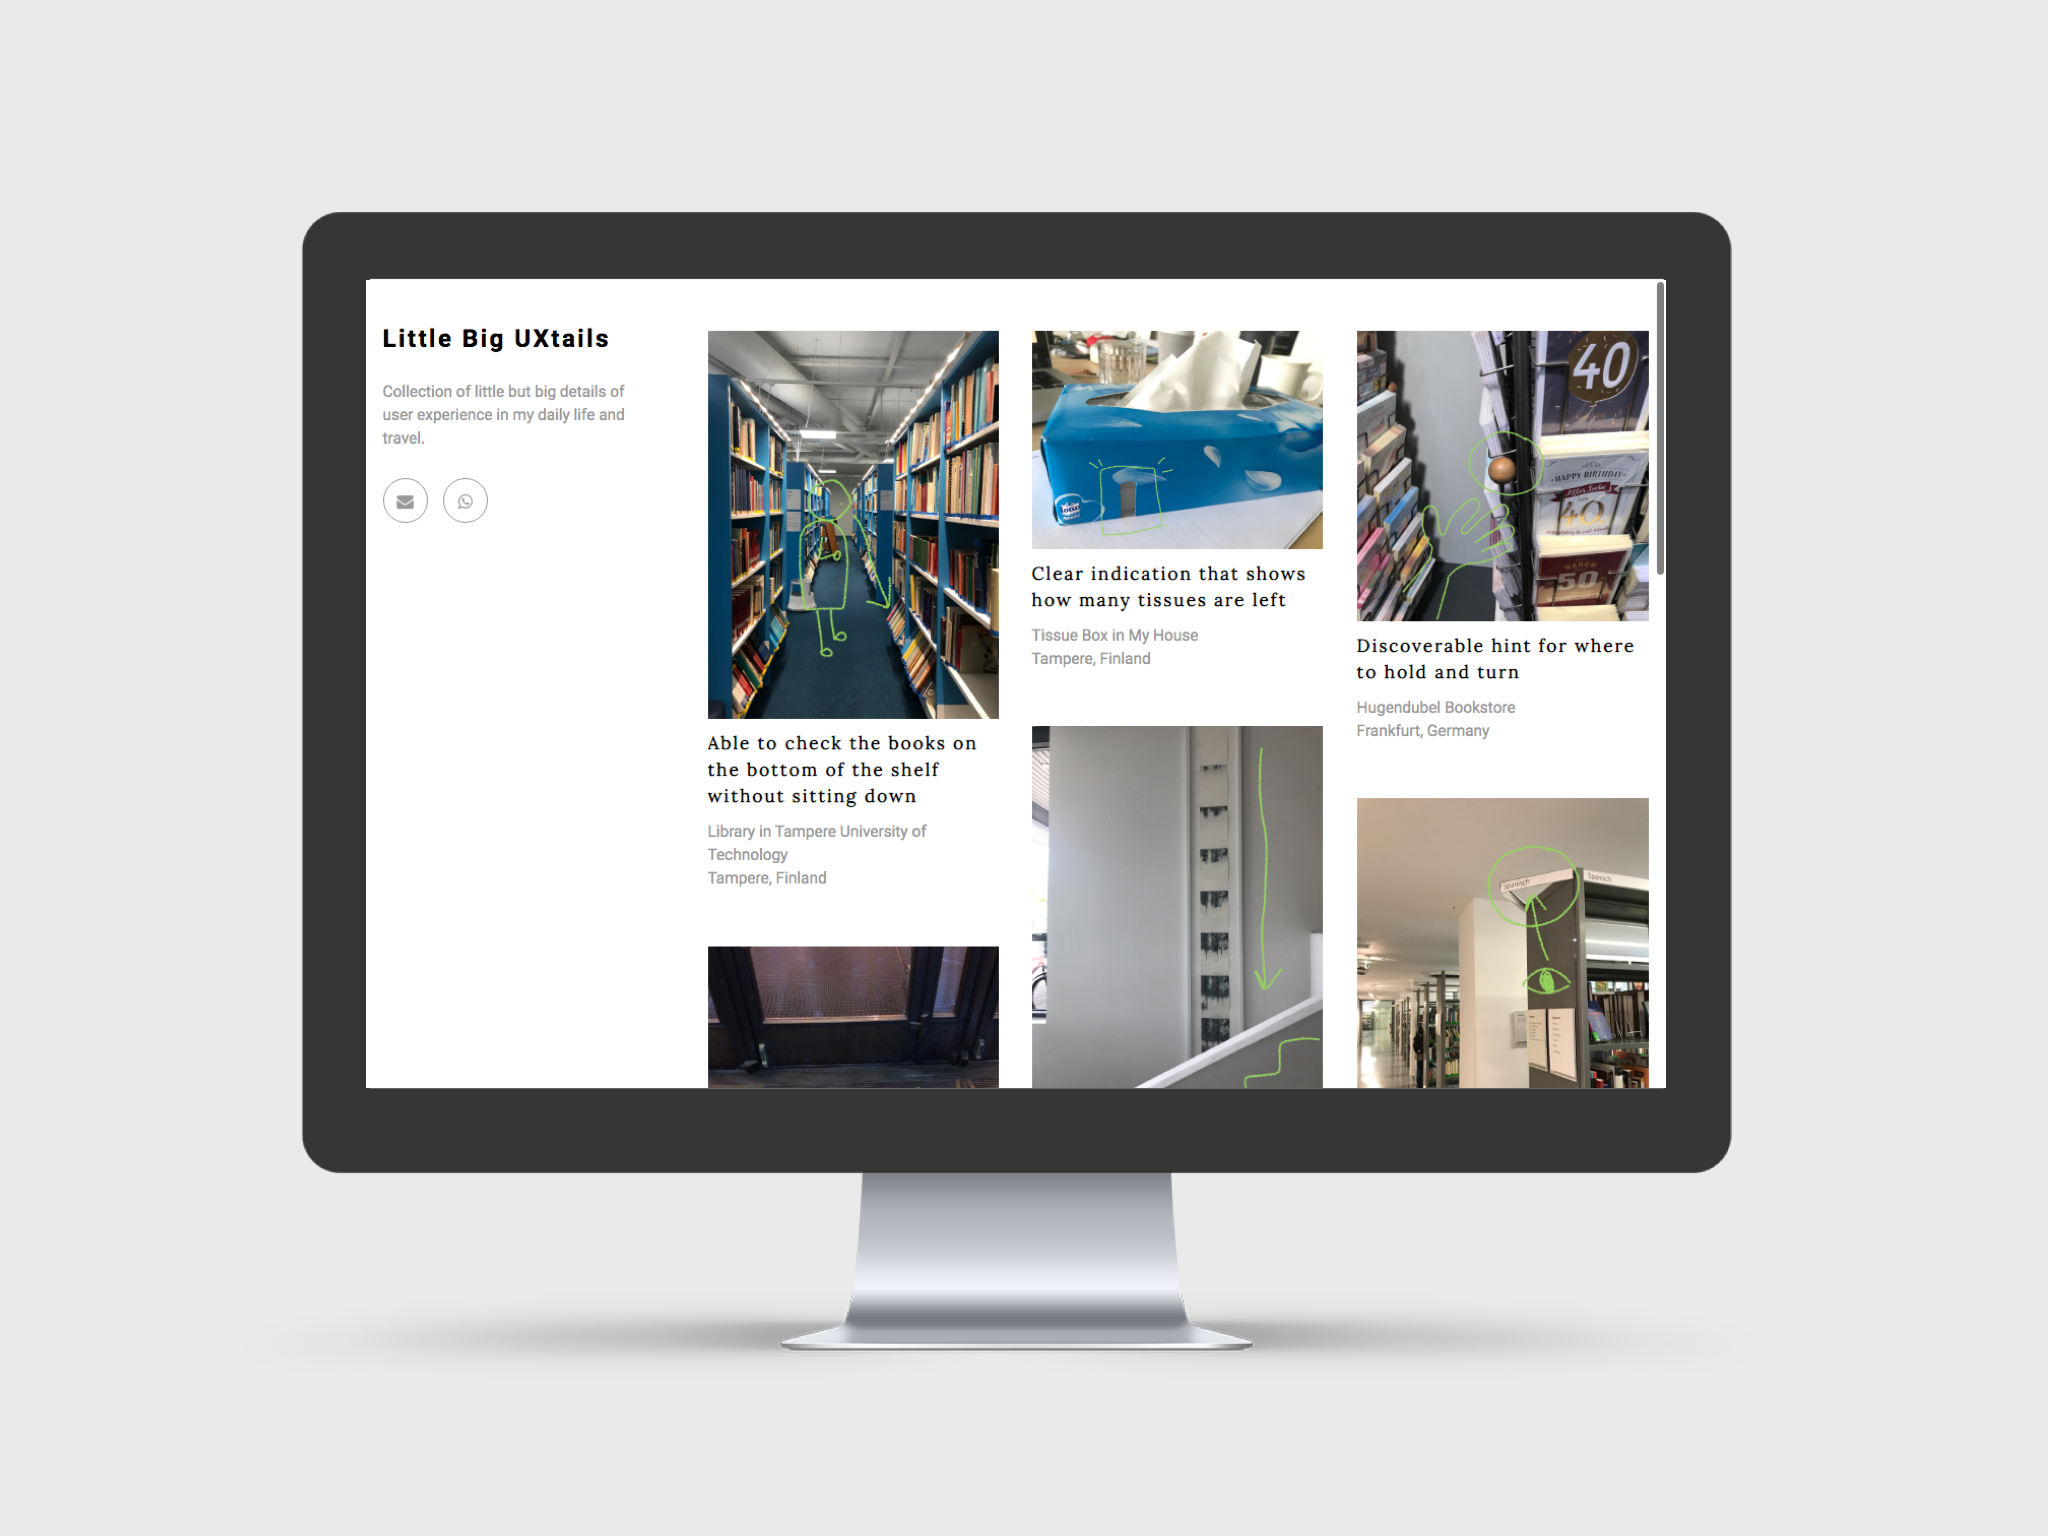 Little Big UXtails
Collection of little but big details of
user experience in my daily life and
travel.
Able to check the books on
the bottom of the shelf
without sitting down
Library in Tampere University of
Technology
Tampere, Finland
Clear indication that shows
how many tissues are left
Tissue Box in My House
Tampere, Finland
40
HAPPY BIRTHDAY
Alles Liebe
40
50
Discoverable hint for where
to hold and turn
Hugendubel Bookstore
Frankfurt, Germany
Spanisch
Spanisch